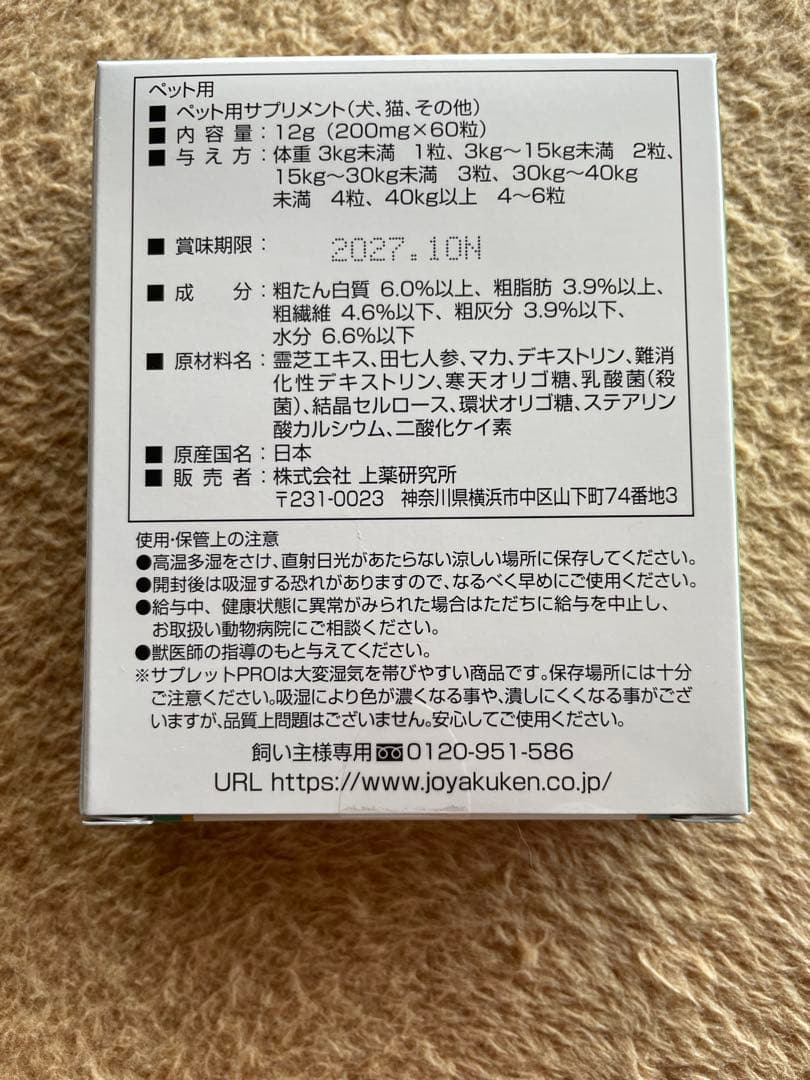 ペット用
■ ペット用サプリメント(犬、猫、その他)
■ 内容量：12g（200mg×60粒）
■ 与え方：体重 3kg未満 1粒、3kg～15kg未満 2粒、
15kg～30kg未満 3粒、30kg～40kg
未満 4粒、40kg以上 4～6粒
■ 賞味期限： 2027.10N
■ 成分：粗たん白質 6.0%以上、粗脂肪 3.9%以上、
粗繊維 4.6%以下、粗灰分 3.9%以下、
水分 6.6%以下
■ 原材料名：霊芝エキス、田七人参、マカ、デキストリン、難消
化性デキストリン、寒天オリゴ糖、乳酸菌(殺
菌)、結晶セルロース、環状オリゴ糖、ステアリン
酸カルシウム、二酸化ケイ素
■ 原産国名：日本
■ 販売者：株式会社 上薬研究所
〒231-0023 神奈川県横浜市中区山下町74番地3
使用・保管上の注意
●高温多湿をさけ、直射日光があたらない涼しい場所に保存してください。
●開封後は吸湿する恐れがありますので、なるべく早めにご使用ください。
●給与中、健康状態に異常がみられた場合はただちに給与を中止し、
お取扱い動物病院にご相談ください。
●獣医師の指導のもと与えてください。
※サプレットPROは大変湿気を帯びやすい商品です。保存場所には十分
ご注意ください。吸湿により色が濃くなる事や、潰しにくくなる事がござ
いますが、品質上問題はございません。安心してご使用ください。
飼い主様専用 0120-951-586
URL https://www.joyakuken.co.jp/